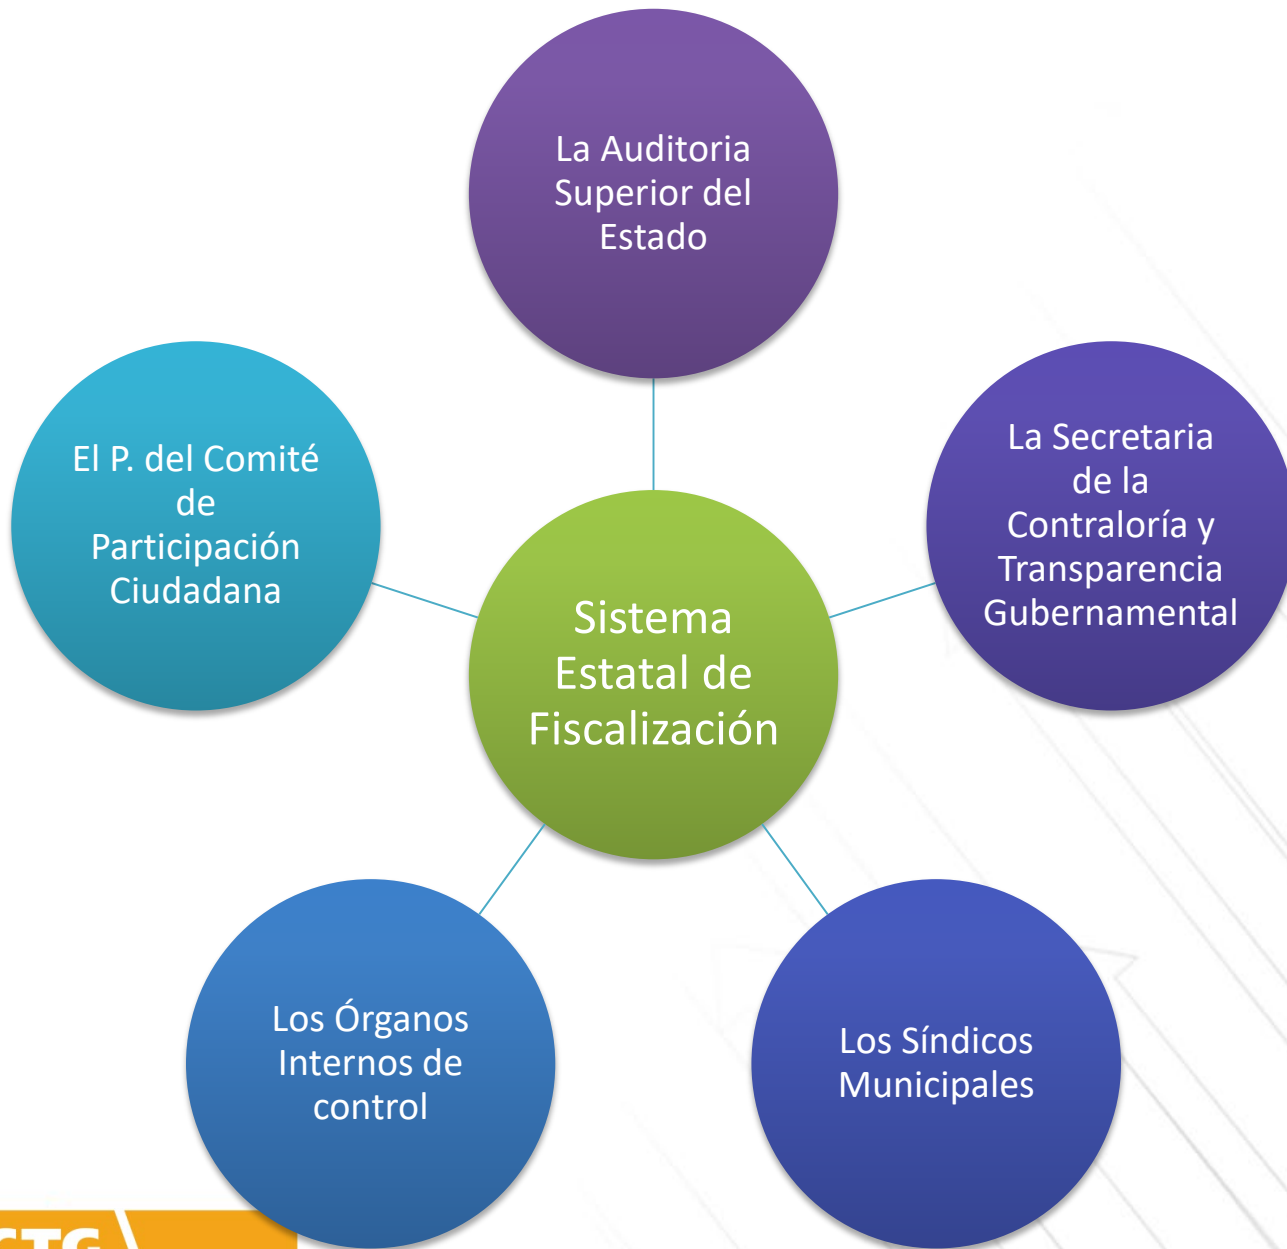 La Auditoria
Superior del
Estado
El P. del Comité
de
Participación
Ciudadana
La Secretaria
de la
Contraloría y
Transparencia
Gubernamental
Sistema
Estatal de
Fiscalización
Los Órganos
Internos de
control
Los Síndicos
Municipales